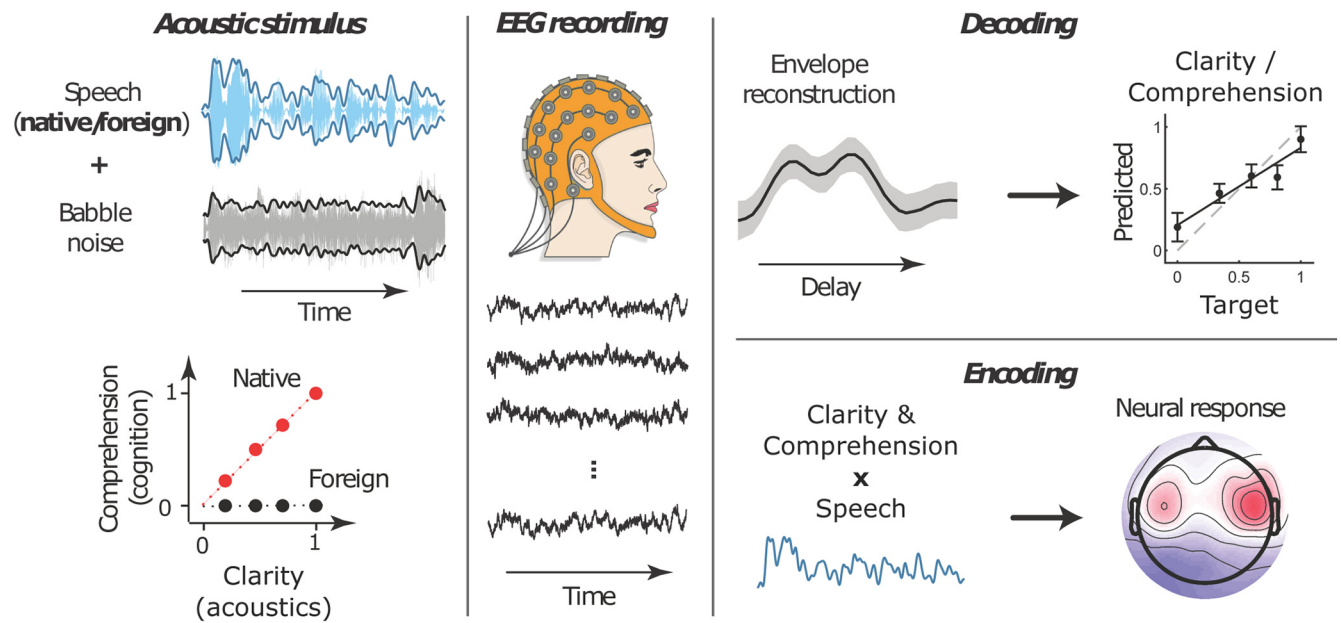 Acoustic stimulus
Speech
(native/foreign)
+
Babble
noise
Time
Comprehension
(cognition)
1
0
Native
Foreign
0
1
Clarity
(acoustics)
EEG recording
...
Time
Decoding
Envelope
reconstruction
Delay
Clarity /
Comprehension
Predicted
1
0.5
0
0
0.5
1
Target
Encoding
Clarity &
Comprehension
x
Speech
Neural response